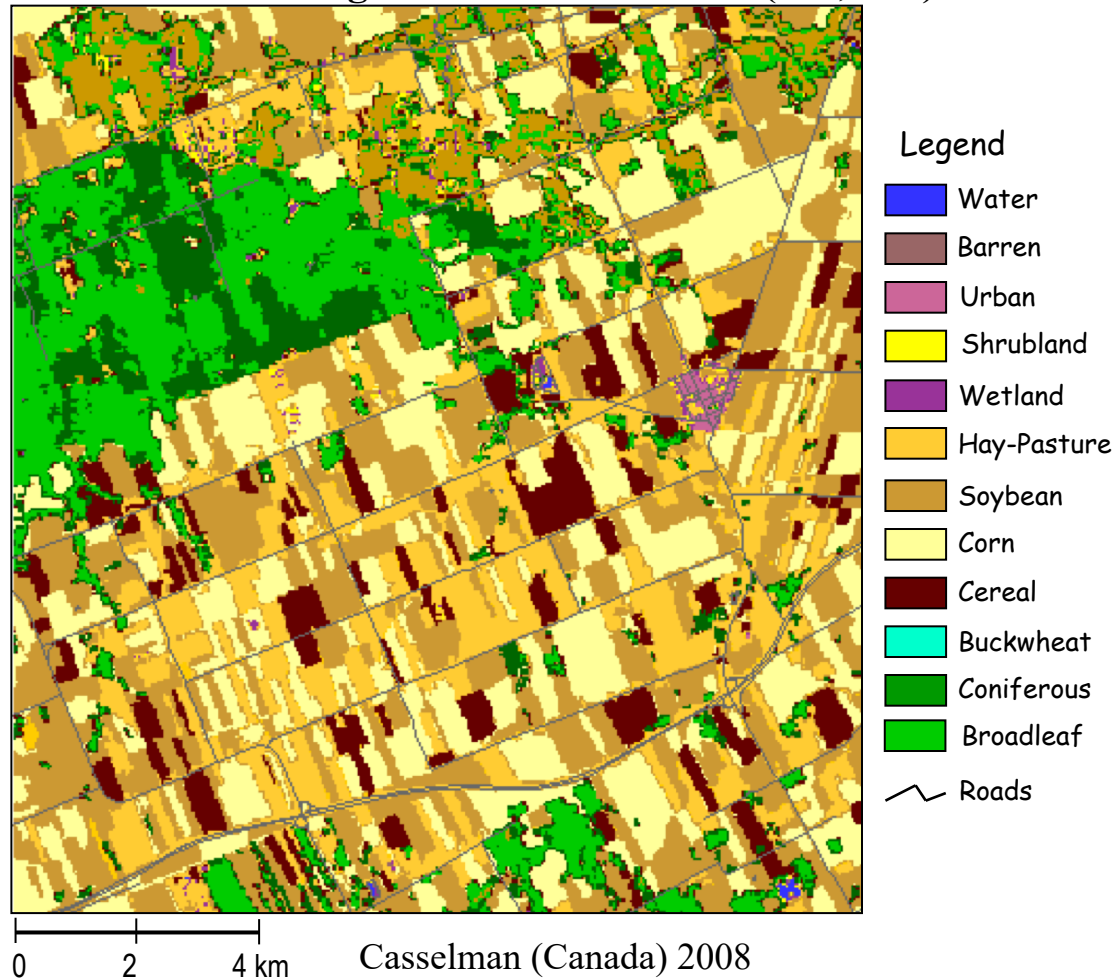 Legend
Water
Barren
Urban
Shrubland
Wetland
Hay-Pasture
Soybean
Corn
Cereal
Buckwheat
Coniferous
Broadleaf
Roads
0 2 4 km
Casselman (Canada) 2008